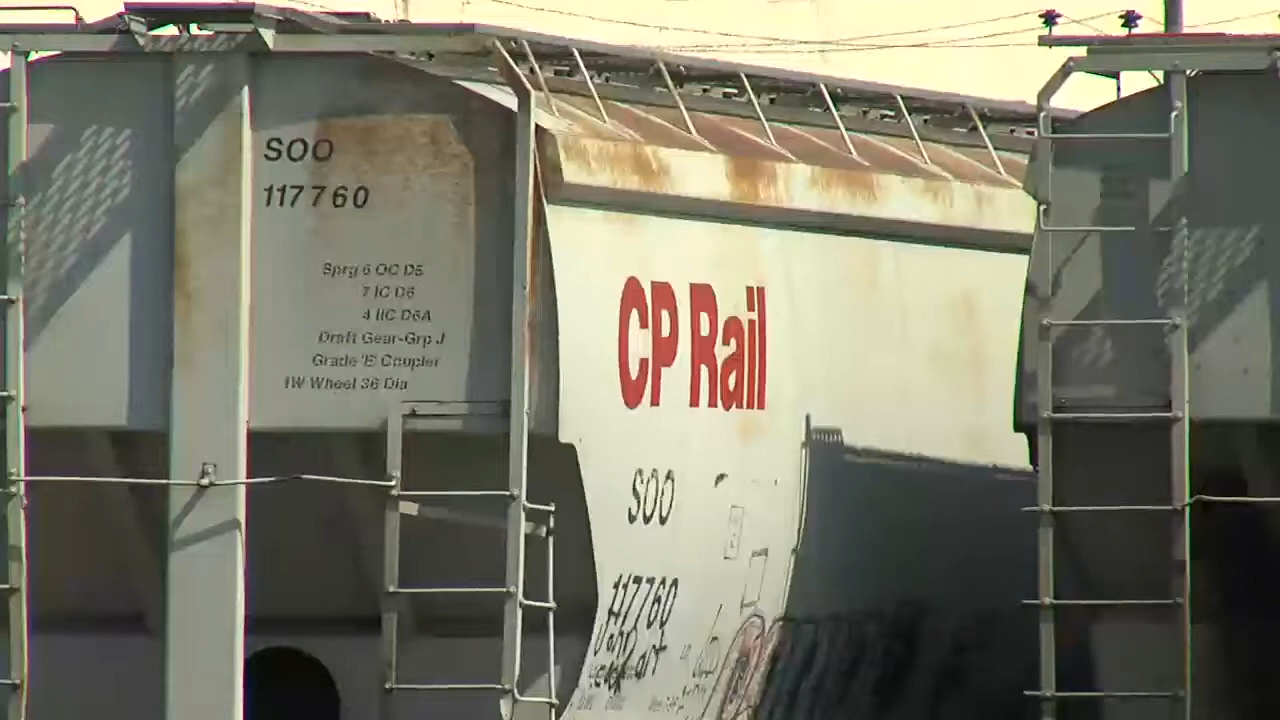 SOO
117760
Sprg 6 OC D5
7 IC D6
4 IIC D6A
Draft Gear-Grp J
Grade 'E' Coupler
1W Wheel 36 Dia
CP Rail
SOO
117760